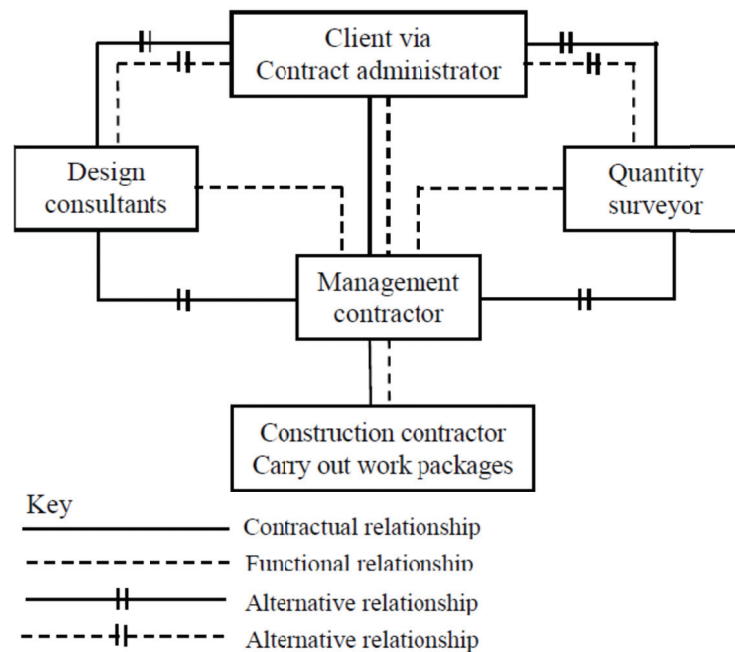 Client via
Contract administrator
Design
consultants
Quantity
surveyor
Management
contractor
Construction contractor
Carry out work packages
Key
Contractual relationship
Functional relationship
Alternative relationship
Alternative relationship